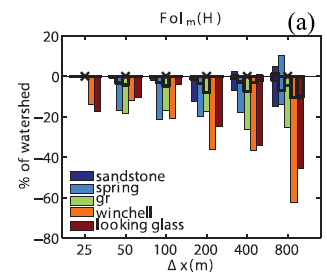 Fol m(H)
(a)
20
0
−20
−40
−60
−80
% of watershed
sandstone
spring
gr
winchell
looking glass
25 50 100 200 400 800
Δ x(m)